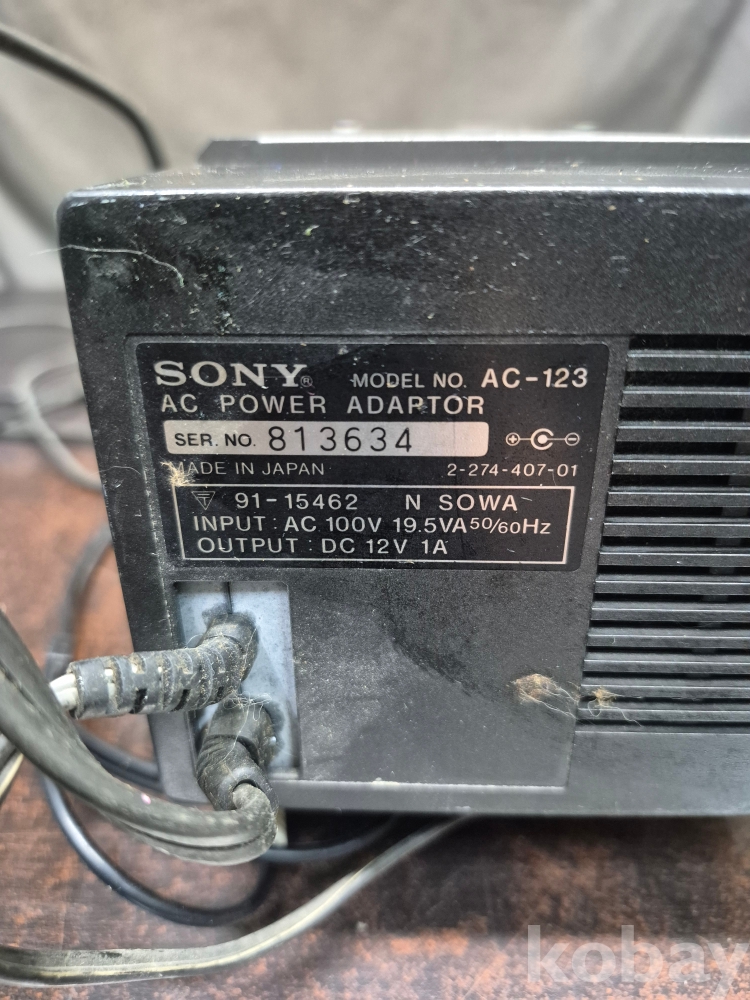 SONY® MODEL NO. AC-123
AC POWER ADAPTOR
SER. NO. 813634
MADE IN JAPAN 2-274-407-01
91-15462 N SOWA
INPUT : AC 100V 19.5VA 50/60Hz
OUTPUT : DC 12V 1A
kobay